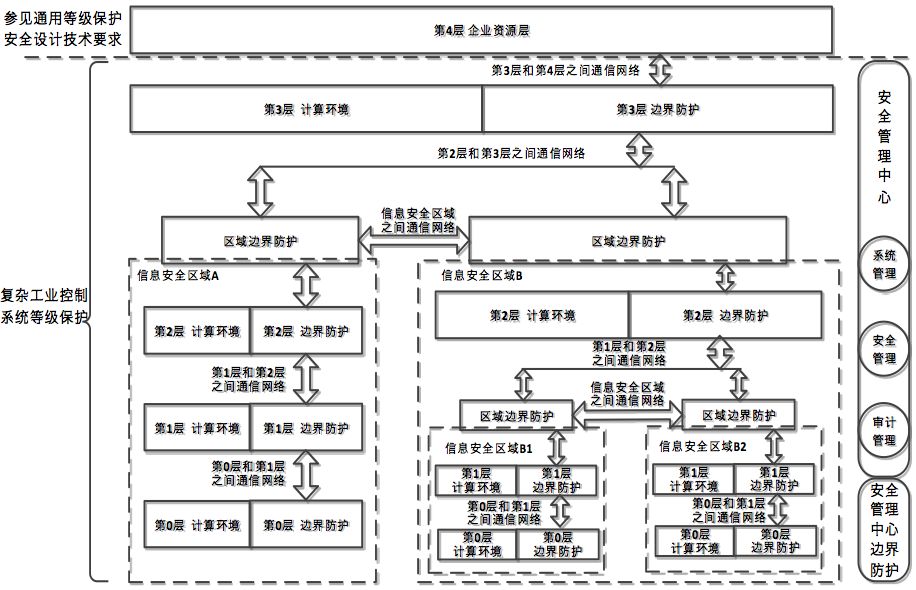 参见通用等级保护
安全设计技术要求
第4层 企业资源层
第3层和第4层之间通信网络
第3层 计算环境
第3层 边界防护
第2层和第3层之间通信网络
信息安全区域
之间通信网络
区域边界防护
区域边界防护
复杂工业控制
系统等级保护
信息安全区域A
第2层 计算环境
第2层 边界防护
第1层和第2层
之间通信网络
第1层 计算环境
第1层 边界防护
第0层和第1层
之间通信网络
第0层 计算环境
第0层 边界防护
信息安全区域B
第2层 计算环境
第2层 边界防护
第1层和第2层
之间通信网络
信息安全区域
之间通信网络
区域边界防护
区域边界防护
信息安全区域B1
第1层
计算环境
第1层
边界防护
第0层和第1层
之间通信网络
第0层
计算环境
第0层
边界防护
信息安全区域B2
第1层
计算环境
第1层
边界防护
第0层和第1层
之间通信网络
第0层
计算环境
第0层
边界防护
安
全
管
理
中
心
系统
管理
安全
管理
审计
管理
安全
管理
中心
边界
防护